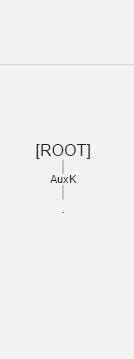 [ROOT]
AuxK
.